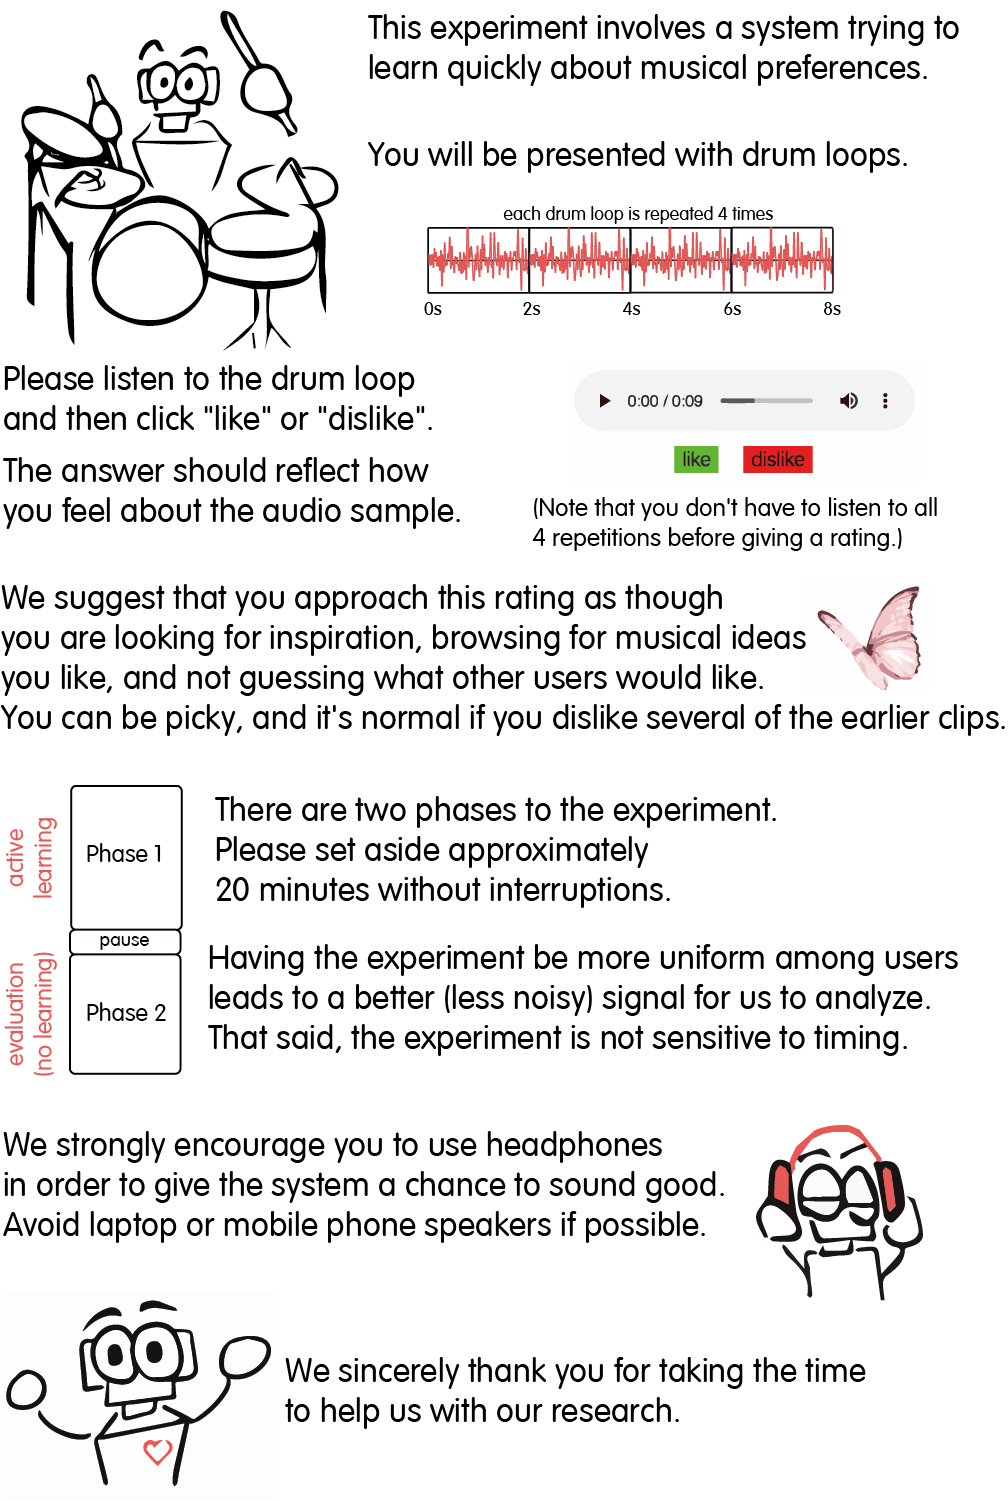 This experiment involves a system trying to
learn quickly about musical preferences.
You will be presented with drum loops.
each drum loop is repeated 4 times
0s 2s 4s 6s 8s
Please listen to the drum loop
and then click "like" or "dislike".
The answer should reflect how
you feel about the audio sample.
0:00 / 0:09
like dislike
(Note that you don't have to listen to all
4 repetitions before giving a rating.)
We suggest that you approach this rating as though
you are looking for inspiration, browsing for musical ideas
you like, and not guessing what other users would like.
You can be picky, and it's normal if you dislike several of the earlier clips.
active
learning
Phase 1
pause
evaluation
(no learning)
Phase 2
There are two phases to the experiment.
Please set aside approximately
20 minutes without interruptions.
Having the experiment be more uniform among users
leads to a better (less noisy) signal for us to analyze.
That said, the experiment is not sensitive to timing.
We strongly encourage you to use headphones
in order to give the system a chance to sound good.
Avoid laptop or mobile phone speakers if possible.
We sincerely thank you for taking the time
to help us with our research.